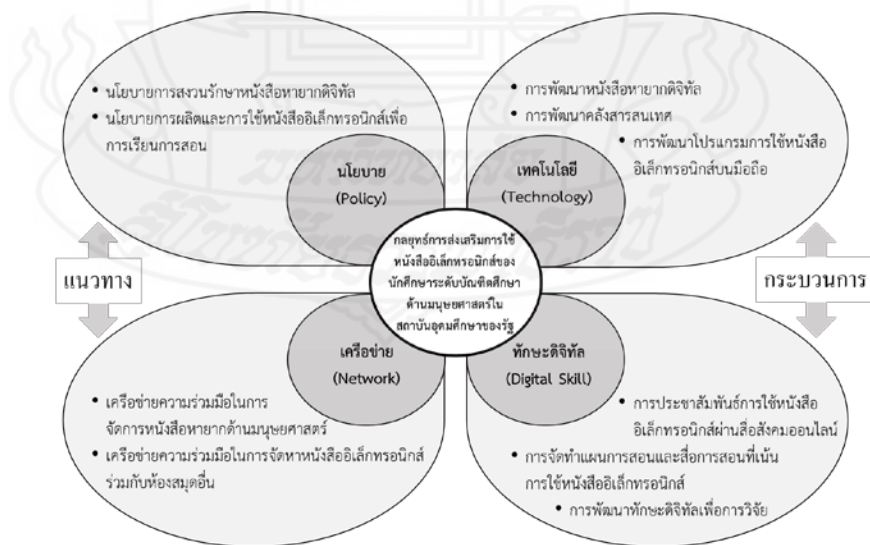 • นโยบายการสงวนรักษาหนังสือหายากดิจิทัล
• นโยบายการผลิตและการใช้หนังสืออิเล็กทรอนิกส์เพื่อ
การเรียนการสอน
นโยบาย
(Policy)
• การพัฒนาหนังสือหายากดิจิทัล
• การพัฒนาคลังสารสนเทศ
• การพัฒนาโปรแกรมการใช้หนังสือ
อิเล็กทรอนิกส์บนมือถือ
เทคโนโลยี
(Technology)
แนวทาง
กลยุทธ์การส่งเสริมการใช้
หนังสืออิเล็กทรอนิกส์ของ
นักศึกษาระดับบัณฑิตศึกษา
ด้านมนุษยศาสตร์ใน
สถาบันอุดมศึกษาของรัฐ
กระบวนการ
เครือข่าย
(Network)
• เครือข่ายความร่วมมือในการ
จัดการหนังสือหายากด้านมนุษยศาสตร์
• เครือข่ายความร่วมมือในการจัดหาหนังสืออิเล็กทรอนิกส์
ร่วมกับห้องสมุดอื่น
ทักษะดิจิทัล
(Digital Skill)
• การประชาสัมพันธ์การใช้หนังสือ
อิเล็กทรอนิกส์ผ่านสื่อสังคมออนไลน์
• การจัดทำแผนการสอนและสื่อการสอนที่เน้น
การใช้หนังสืออิเล็กทรอนิกส์
• การพัฒนาทักษะดิจิทัลเพื่อการวิจัย